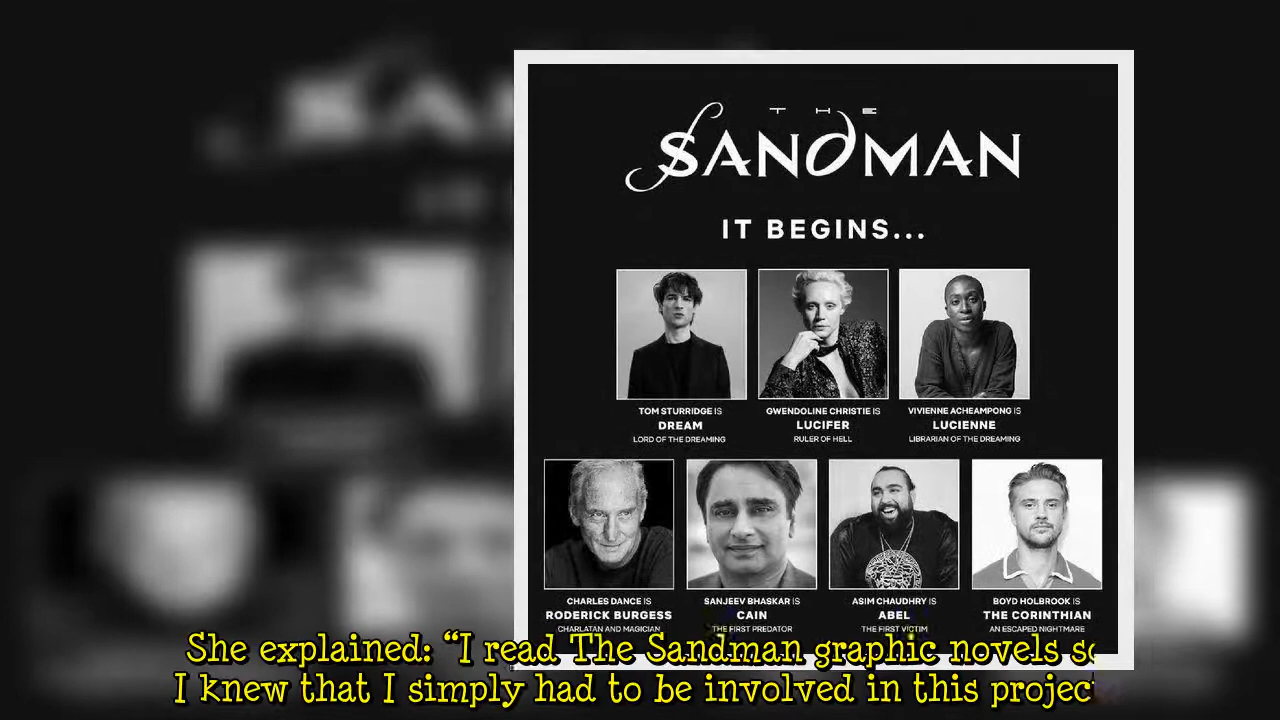 THE
SANDMAN
IT BEGINS...
TOM STURRIDGE IS GWENDOLINE CHRISTIE IS VIVIENNE ACHEAMPONG IS
DREAM LUCIFER LUCIENNE
LORD OF THE DREAMING RULER OF HELL LIBRARIAN OF THE DREAMING
CHARLES DANCE IS SANJEEV BHASKAR IS ASIM CHAUDHRY IS BOYD HOLBROOK IS
RODERICK BURGESS CAIN ABEL THE CORINTHIAN
CHARLATAN AND MAGICIAN THE FIRST PREDATOR THE FIRST VICTIM AN ESCAPED NIGHTMARE
She explained: “I read The Sandman graphic novels
I knew that I simply had to be involved in this projec